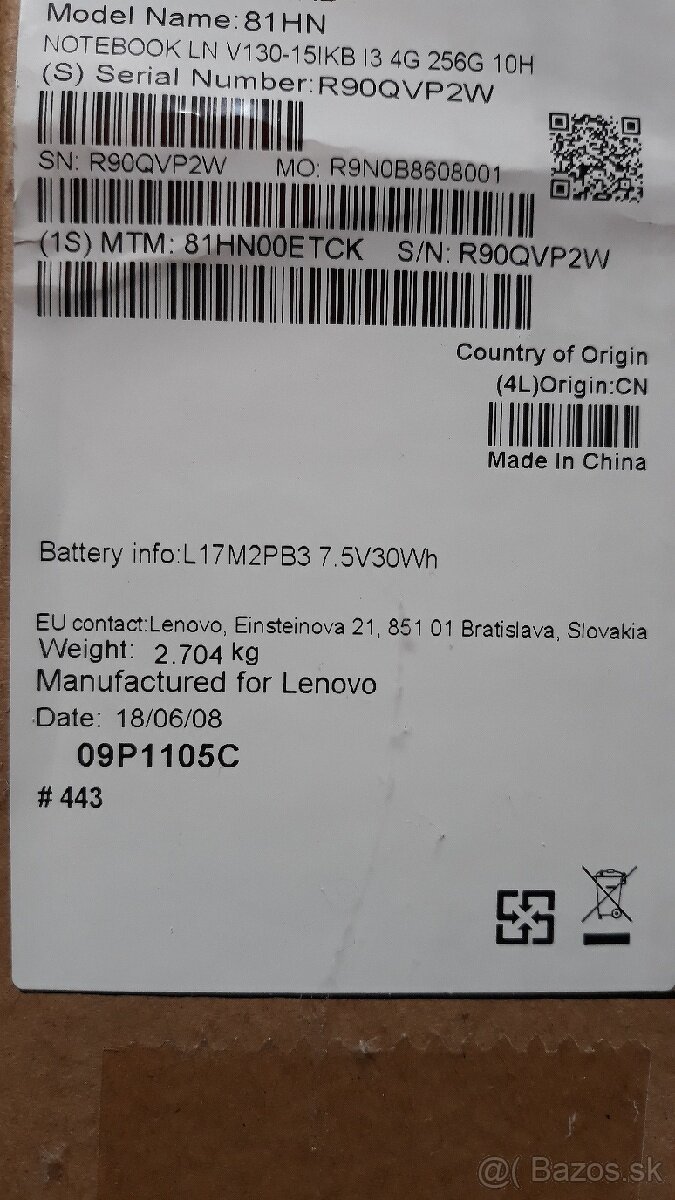 Model Name:81HN
NOTEBOOK LN V130-15IKB I3 4G 256G 10H
(S) Serial Number:R90QVP2W
SN: R90QVP2W MO: R9N0B8608001
(1S) MTM: 81HN00ETCK S/N: R90QVP2W
Country of Origin
(4L)Origin:CN
Made In China
Battery info:L17M2PB3 7.5V30Wh
EU contact:Lenovo, Einsteinova 21, 851 01 Bratislava, Slovakia
Weight: 2.704 kg
Manufactured for Lenovo
Date: 18/06/08
09P1105C
# 443
@( Bazos.sk